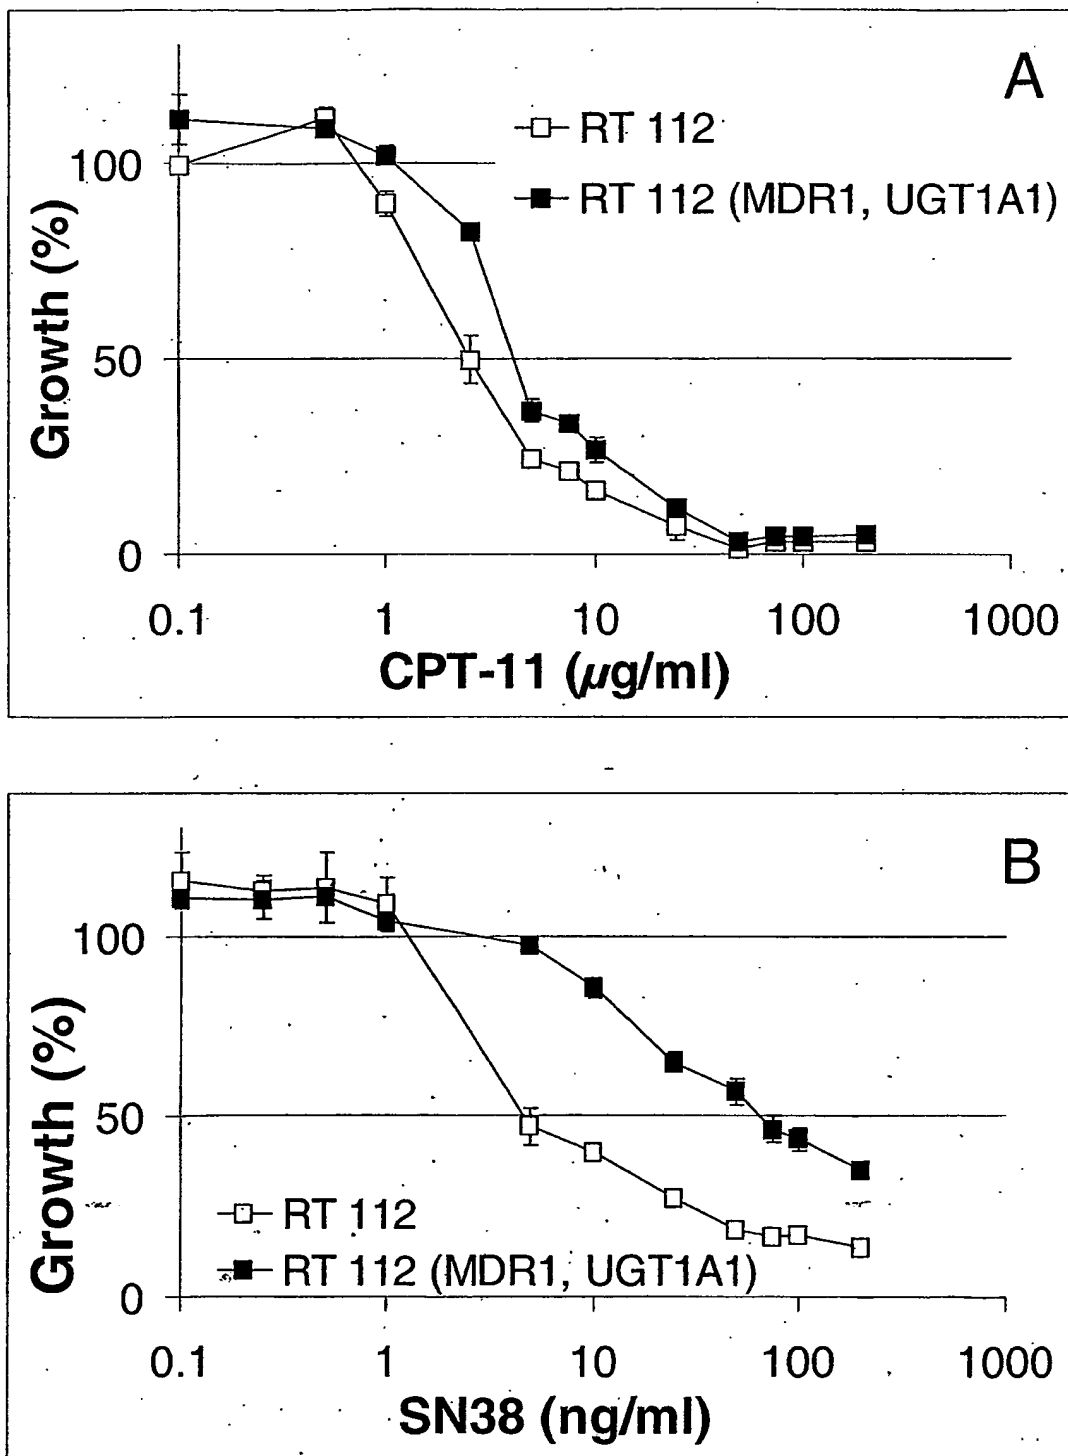 A
RT 112
RT 112 (MDR1, UGT1A1)
100
50
0
Growth (%)
0.1 1 10 100 1000
CPT-11 (µg/ml)
B
100
50
0
Growth (%)
RT 112
RT 112 (MDR1, UGT1A1)
0.1 1 10 100 1000
SN38 (ng/ml)